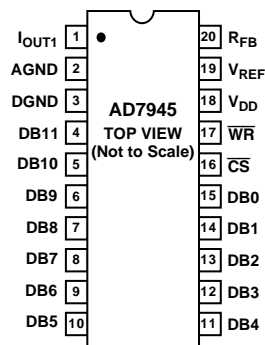 IOUT1 1 20 RFB
AGND 2 19 VREF
DGND 3 18 VDD
AD7945
DB11 4 TOP VIEW 17 WR
(Not to Scale)
DB10 5 16 CS
DB9 6 15 DB0
DB8 7 14 DB1
DB7 8 13 DB2
DB6 9 12 DB3
DB5 10 11 DB4